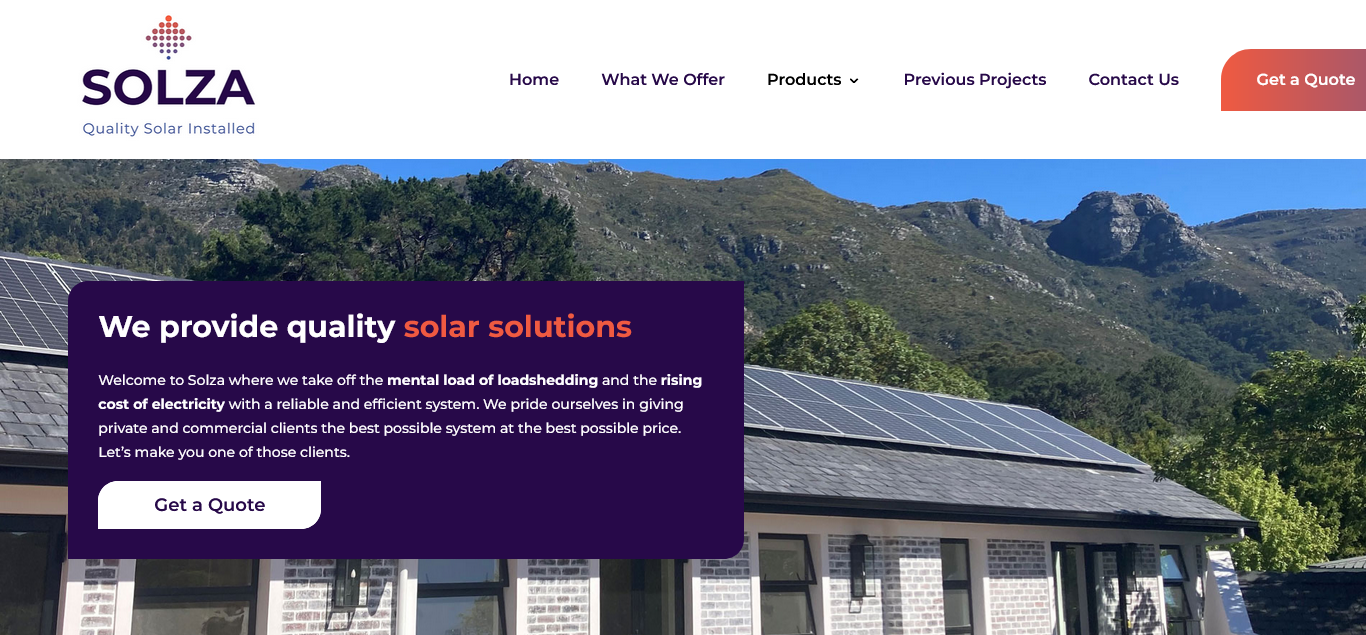 SOLZA
Quality Solar Installed
Home
What We Offer
Products
Previous Projects
Contact Us
Get a Quote
We provide quality solar solutions
Welcome to Solza where we take off the mental load of loadshedding and the rising
cost of electricity with a reliable and efficient system. We pride ourselves in giving
private and commercial clients the best possible system at the best possible price.
Let’s make you one of those clients.
Get a Quote